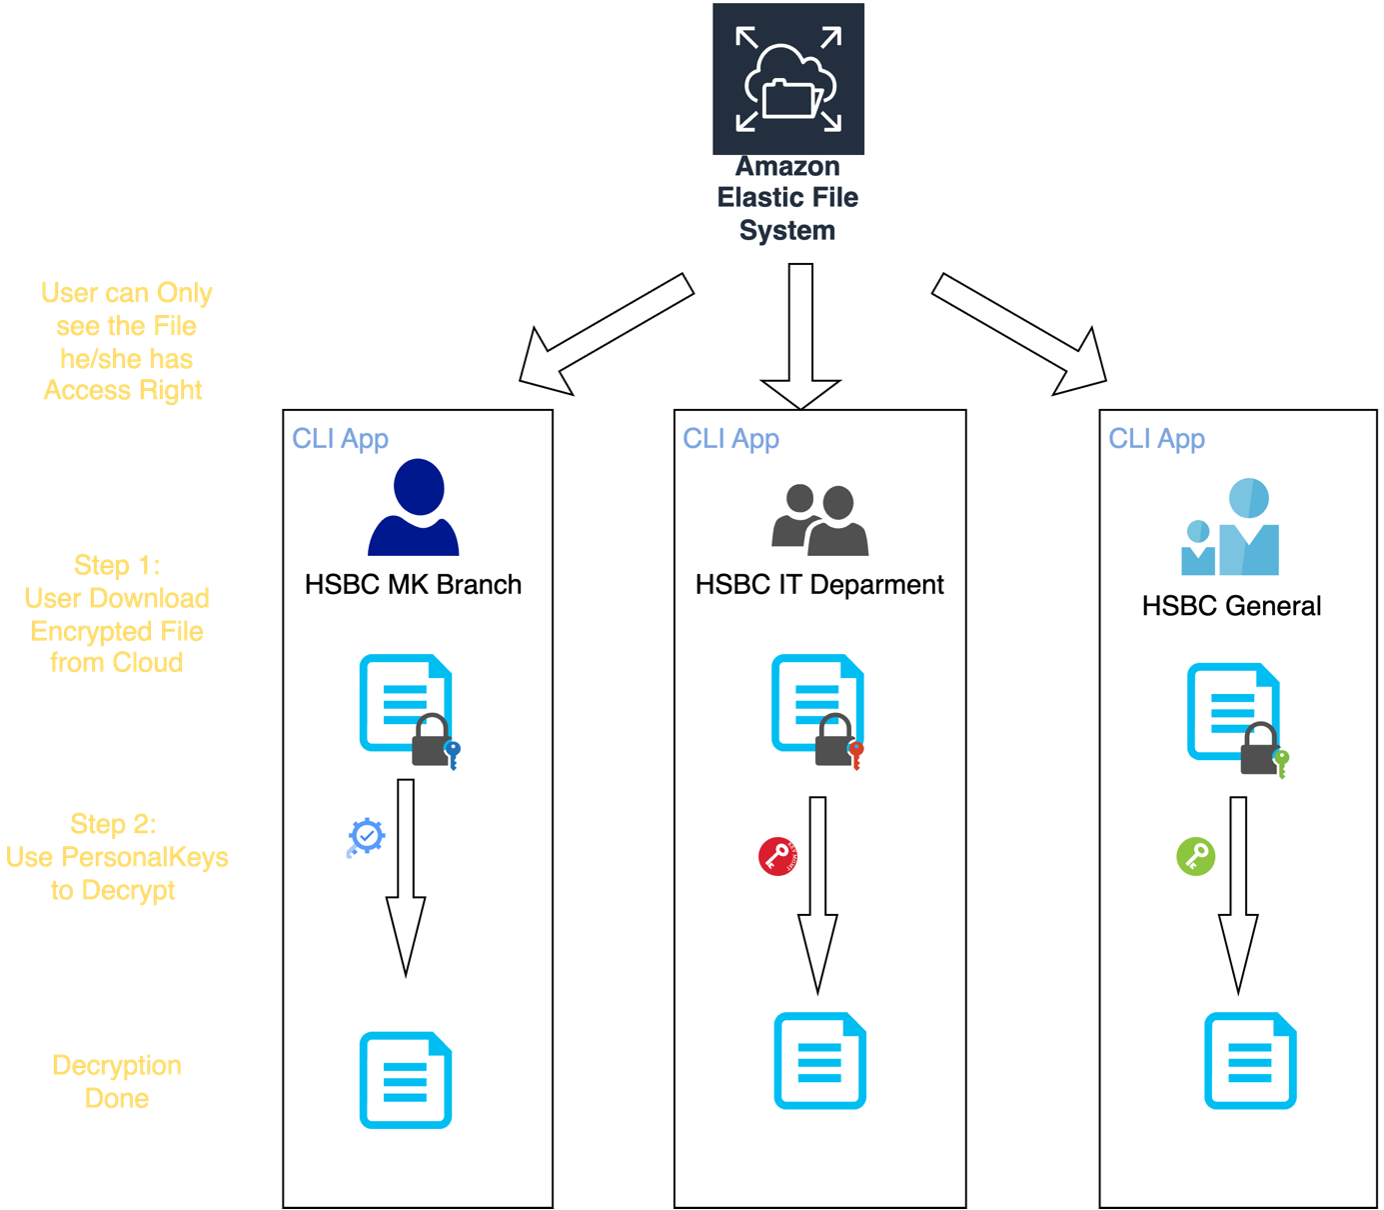 Amazon
Elastic File
System
User can Only
see the File
he/she has
Access Right
CLI App
CLI App
CLI App
HSBC MK Branch
HSBC IT Deparment
HSBC General
Step 1:
User Download
Encrypted File
from Cloud
Step 2:
Use PersonalKeys
to Decrypt
Decryption
Done